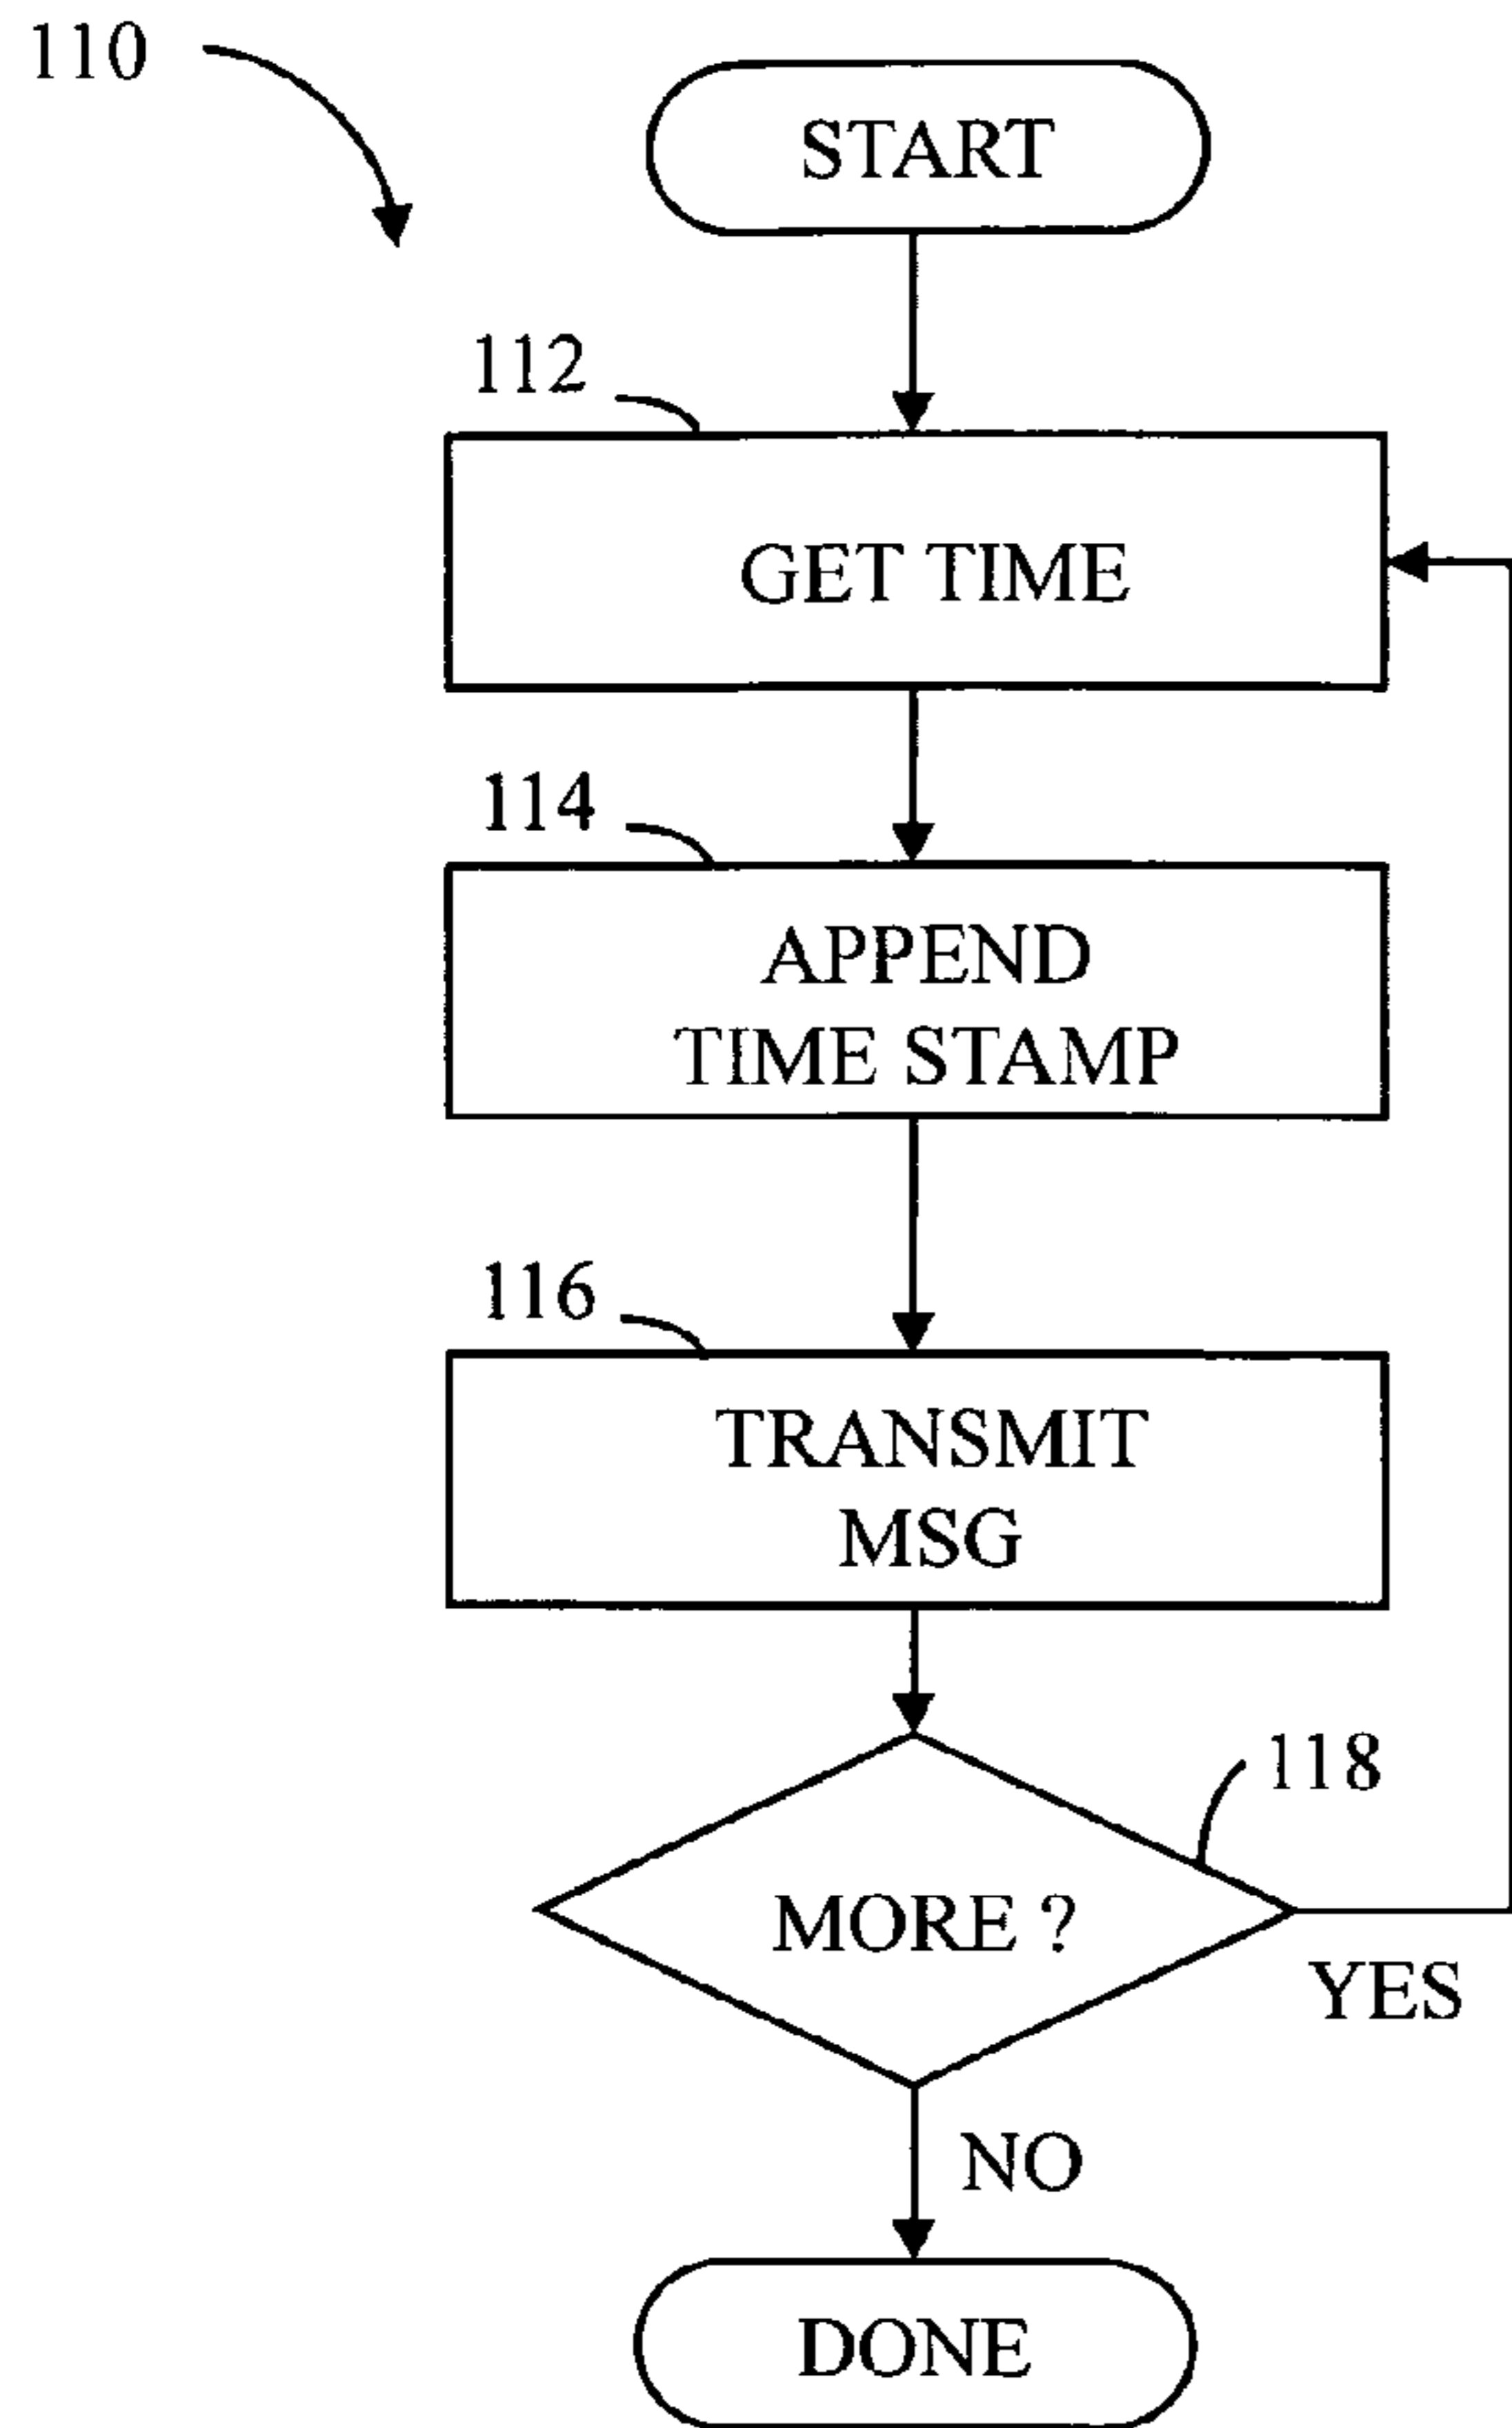 110
START
112
GET TIME
114
APPEND
TIME STAMP
116
TRANSMIT
MSG
118
MORE ?
YES
NO
DONE